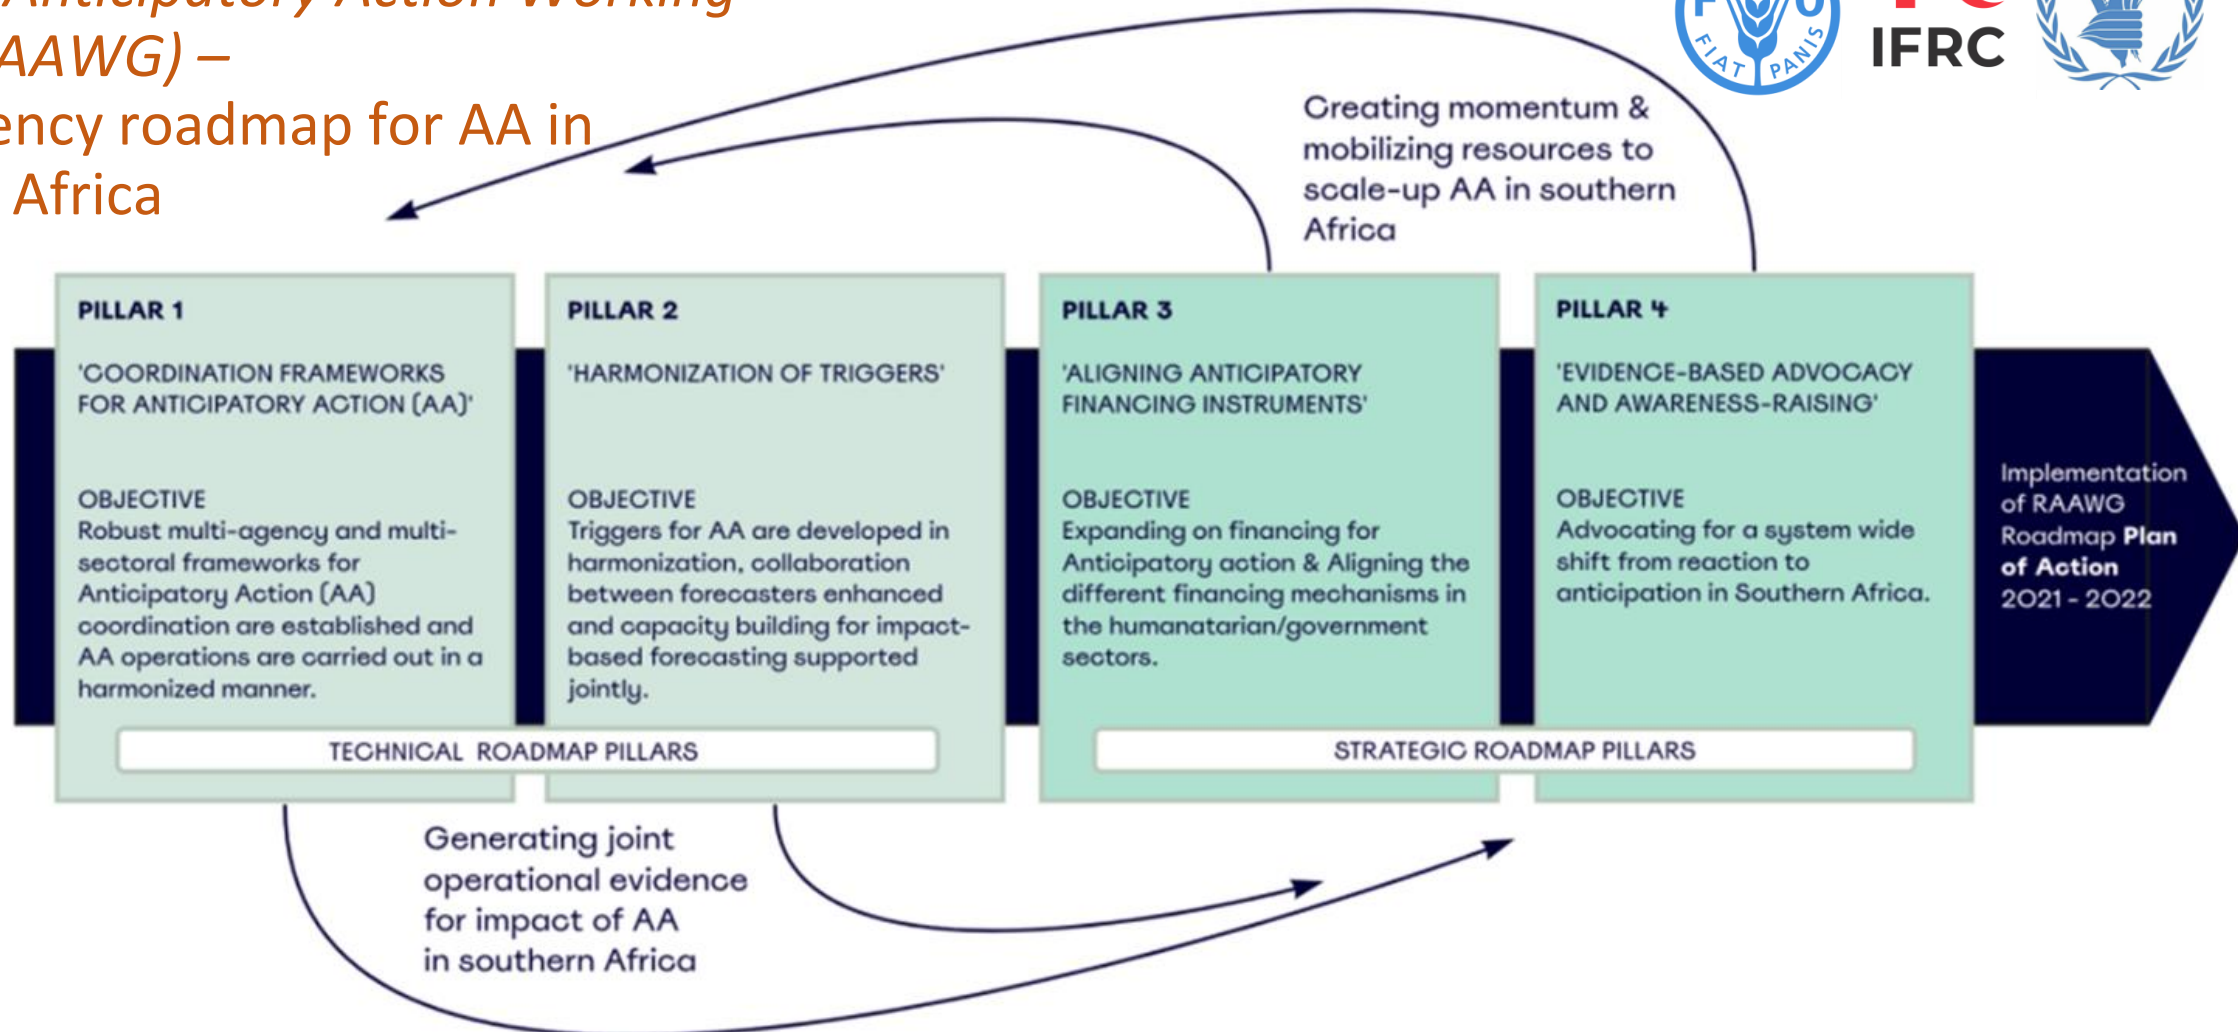 Anticipatory Action Working
AAWG) –
ency roadmap for AA in
Africa
F O
FIAT PANIS
IFRC
Creating momentum &
mobilizing resources to
scale-up AA in southern
Africa
PILLAR 1
'COORDINATION FRAMEWORKS
FOR ANTICIPATORY ACTION (AA)'
OBJECTIVE
Robust multi-agency and multi-
sectoral frameworks for
Anticipatory Action (AA)
coordination are established and
AA operations are carried out in a
harmonized manner.
PILLAR 2
'HARMONIZATION OF TRIGGERS'
OBJECTIVE
Triggers for AA are developed in
harmonization, collaboration
between forecasters enhanced
and capacity building for impact-
based forecasting supported
jointly.
TECHNICAL ROADMAP PILLARS
PILLAR 3
'ALIGNING ANTICIPATORY
FINANCING INSTRUMENTS'
OBJECTIVE
Expanding on financing for
Anticipatory action & Aligning the
different financing mechanisms in
the humanatarian/government
sectors.
PILLAR 4
'EVIDENCE-BASED ADVOCACY
AND AWARENESS-RAISING'
OBJECTIVE
Advocating for a system wide
shift from reaction to
anticipation in Southern Africa.
STRATEGIC ROADMAP PILLARS
Implementation
of RAAWG
Roadmap Plan
of Action
2021 - 2022
Generating joint
operational evidence
for impact of AA
in southern Africa